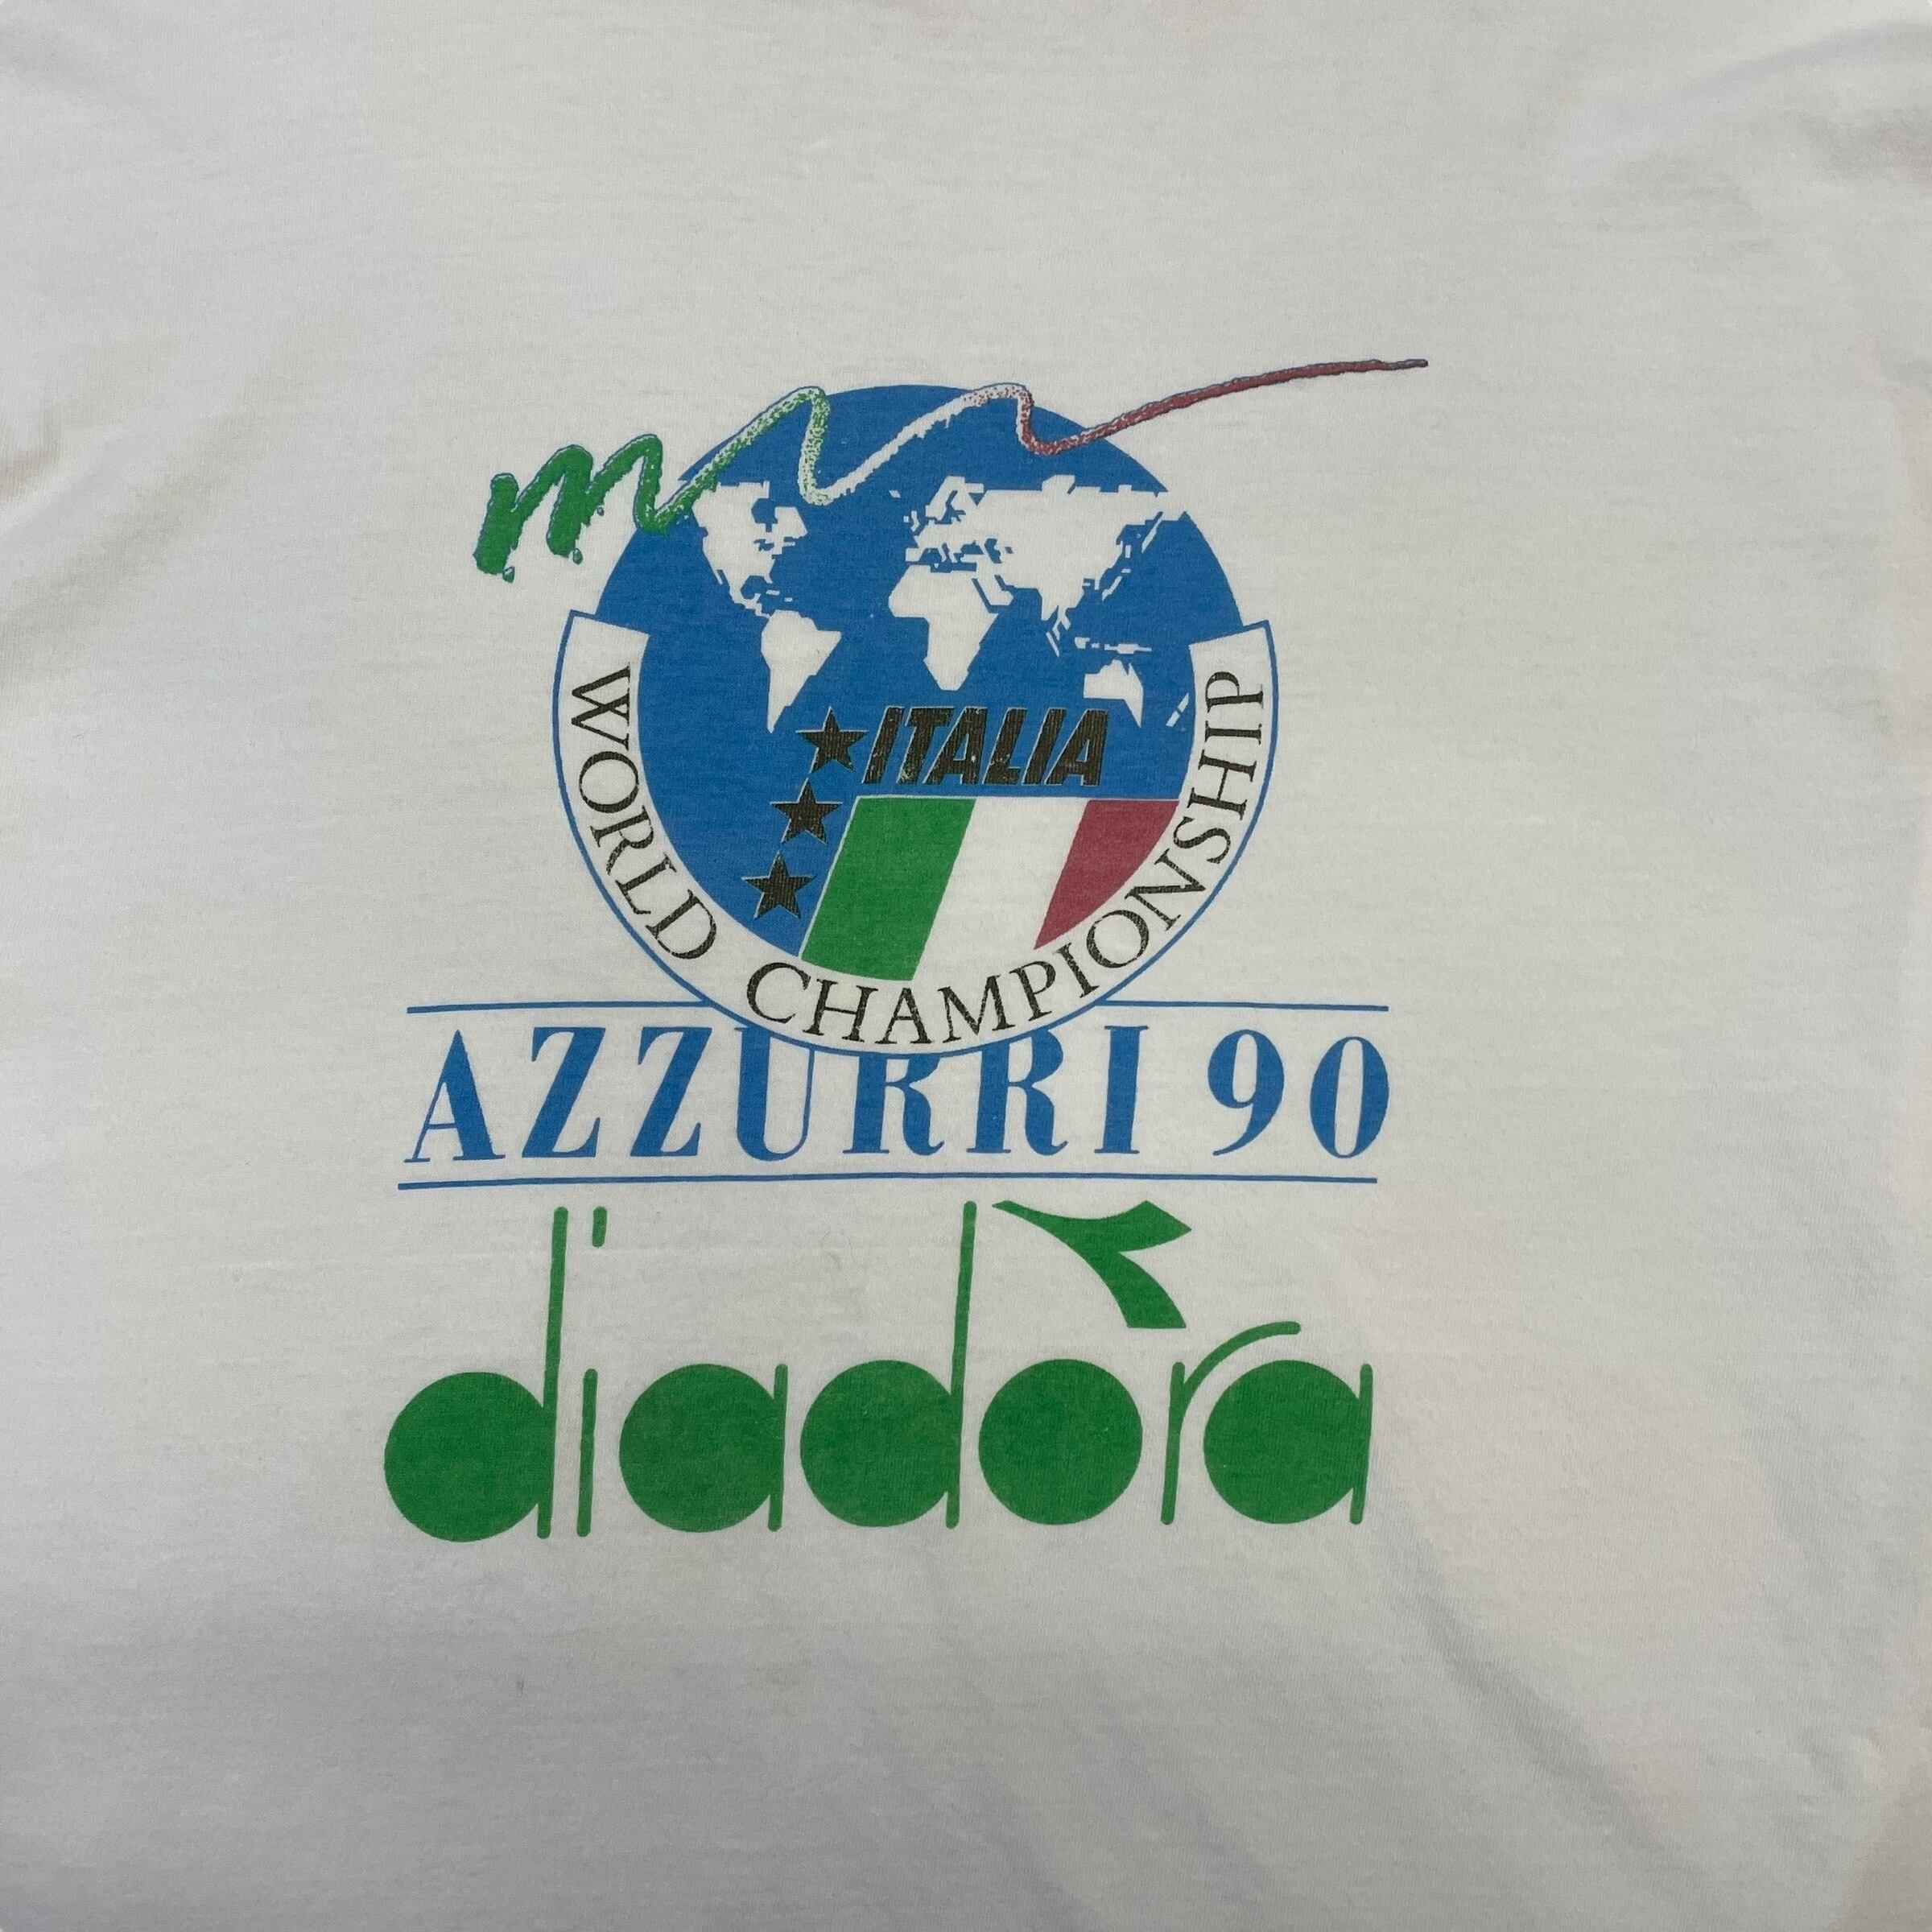 ITALIA
WORLD CHAMPIONSHIP
AZZURRI 90
diadora